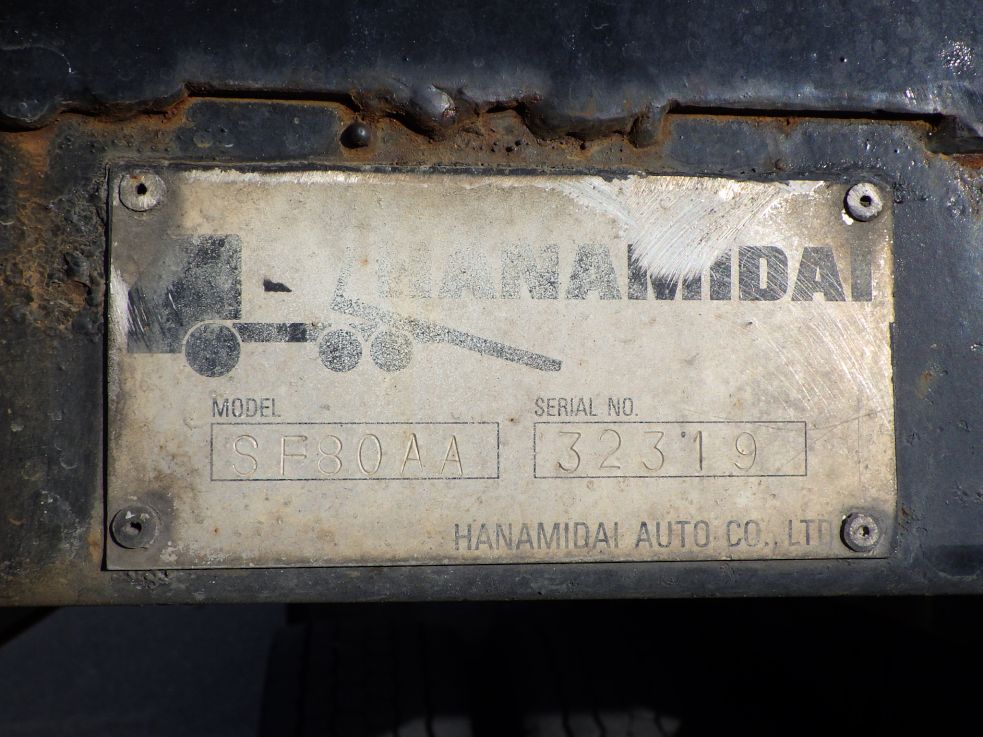 HANAMIDAI
MODEL SERIAL NO.
SF80AA 32319
HANAMIDAI AUTO CO., LTD